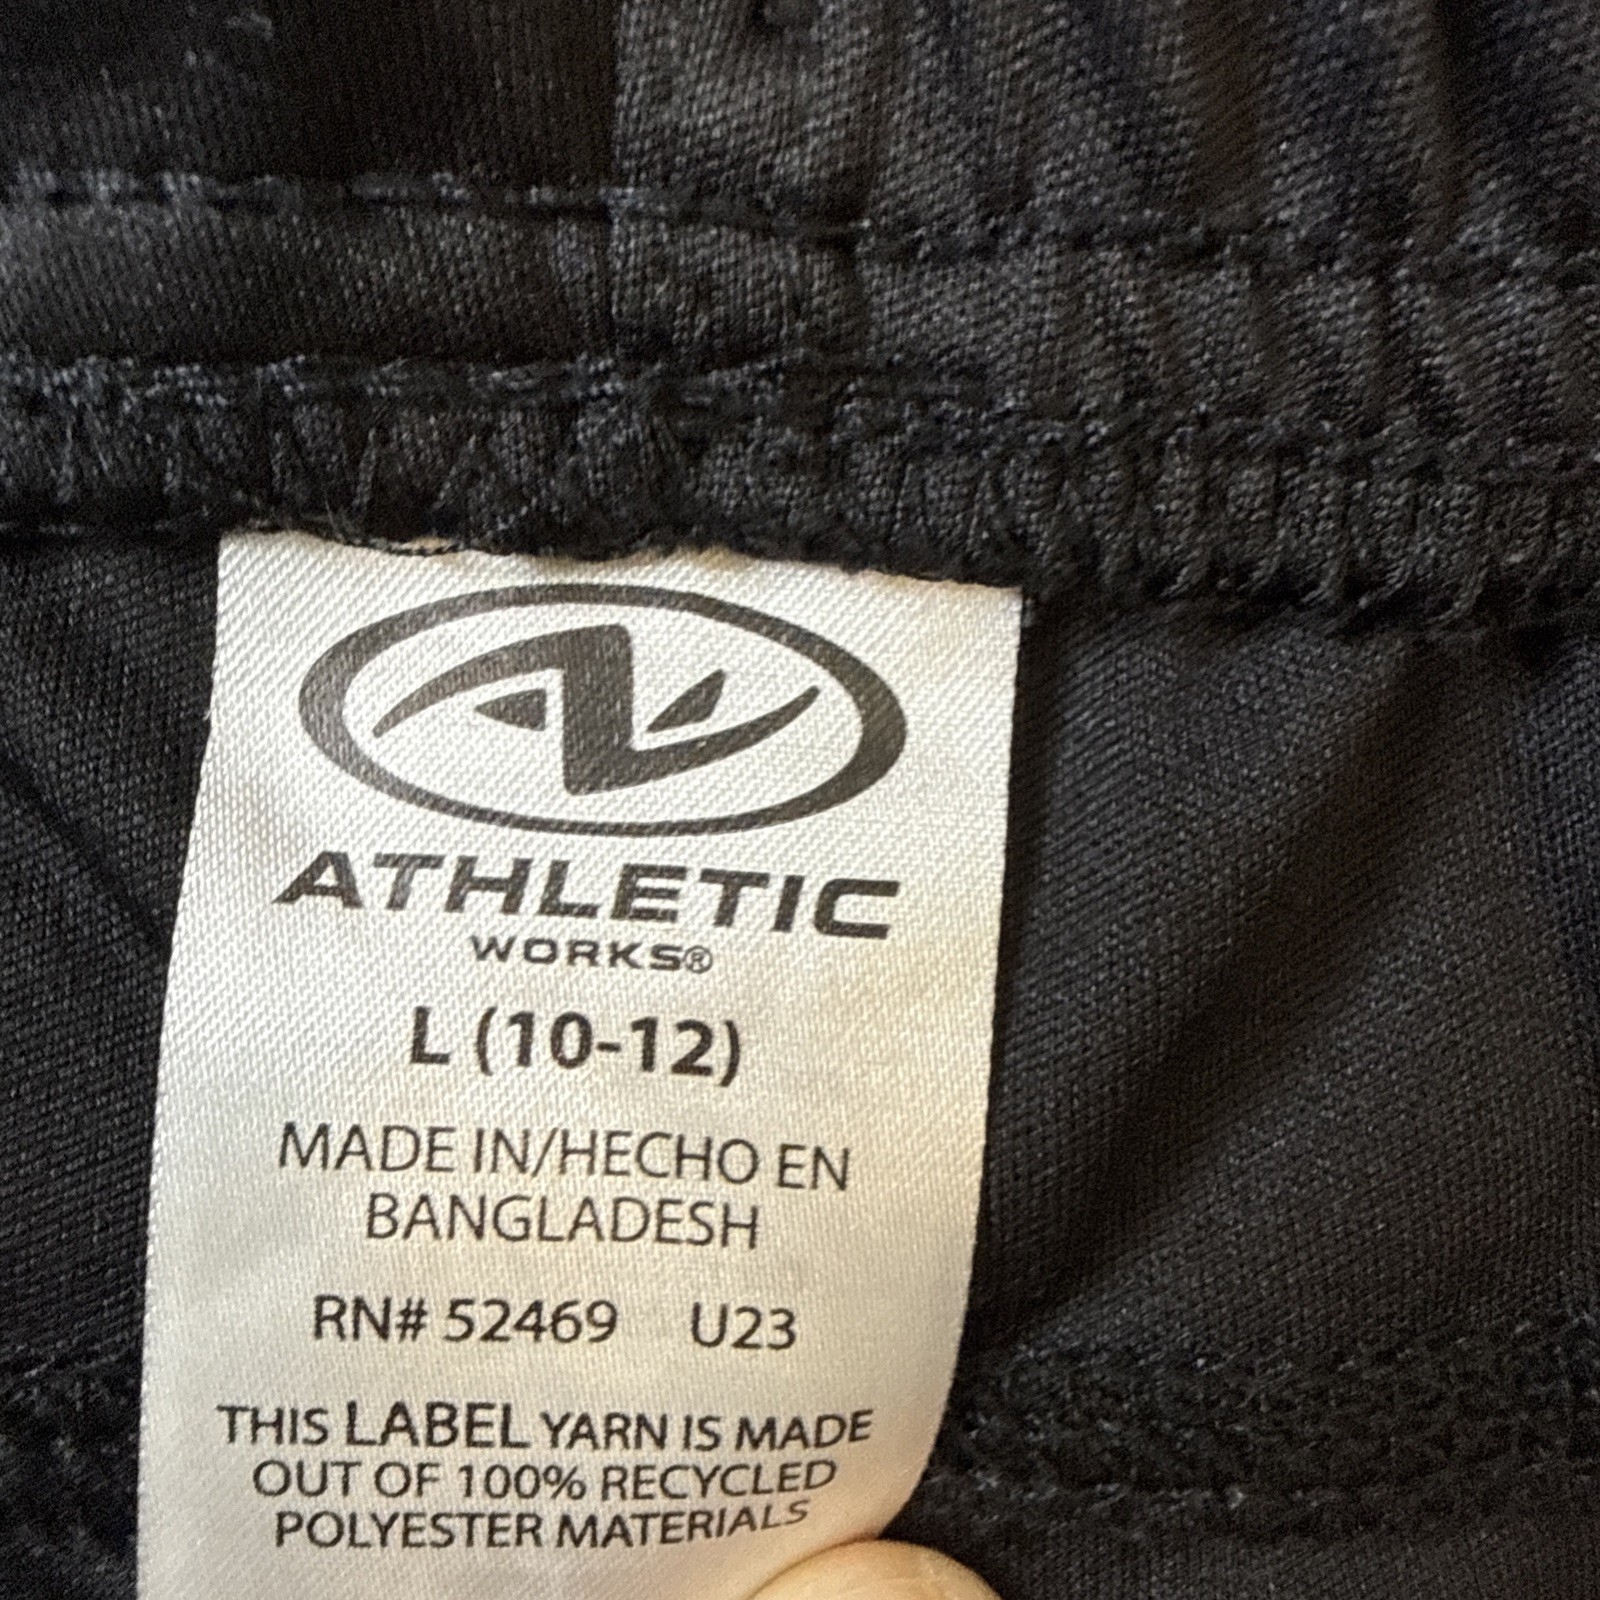 ATHLETIC
WORKS®
L (10-12)
MADE IN/HECHO EN
BANGLADESH
RN# 52469 U23
THIS LABEL YARN IS MADE
OUT OF 100% RECYCLED
POLYESTER MATERIALS